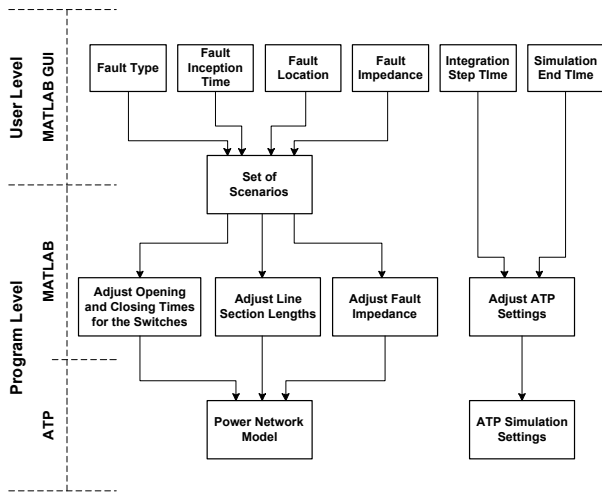 User Level
MATLAB GUI
Fault Type
Fault
Inception
Time
Fault
Location
Fault
Impedance
Integration
Step TIme
Simulation
End TIme
Set of
Scenarios
Program Level
MATLAB
Adjust Opening
and Closing Times
for the Switches
Adjust Line
Section Lengths
Adjust Fault
Impedance
Adjust ATP
Settings
ATP
Power Network
Model
ATP Simulation
Settings